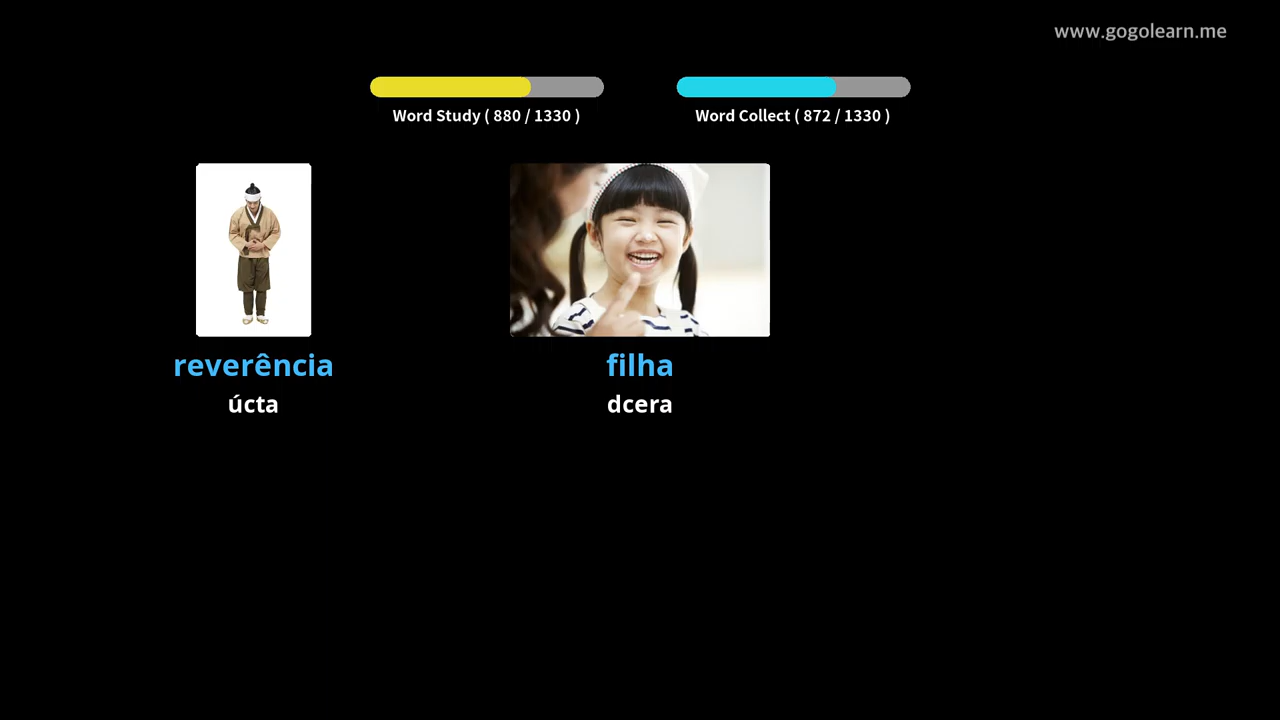 www.gogolearn.me
Word Study ( 880 / 1330 )
Word Collect ( 872 / 1330 )
reverência
úcta
filha
dcera